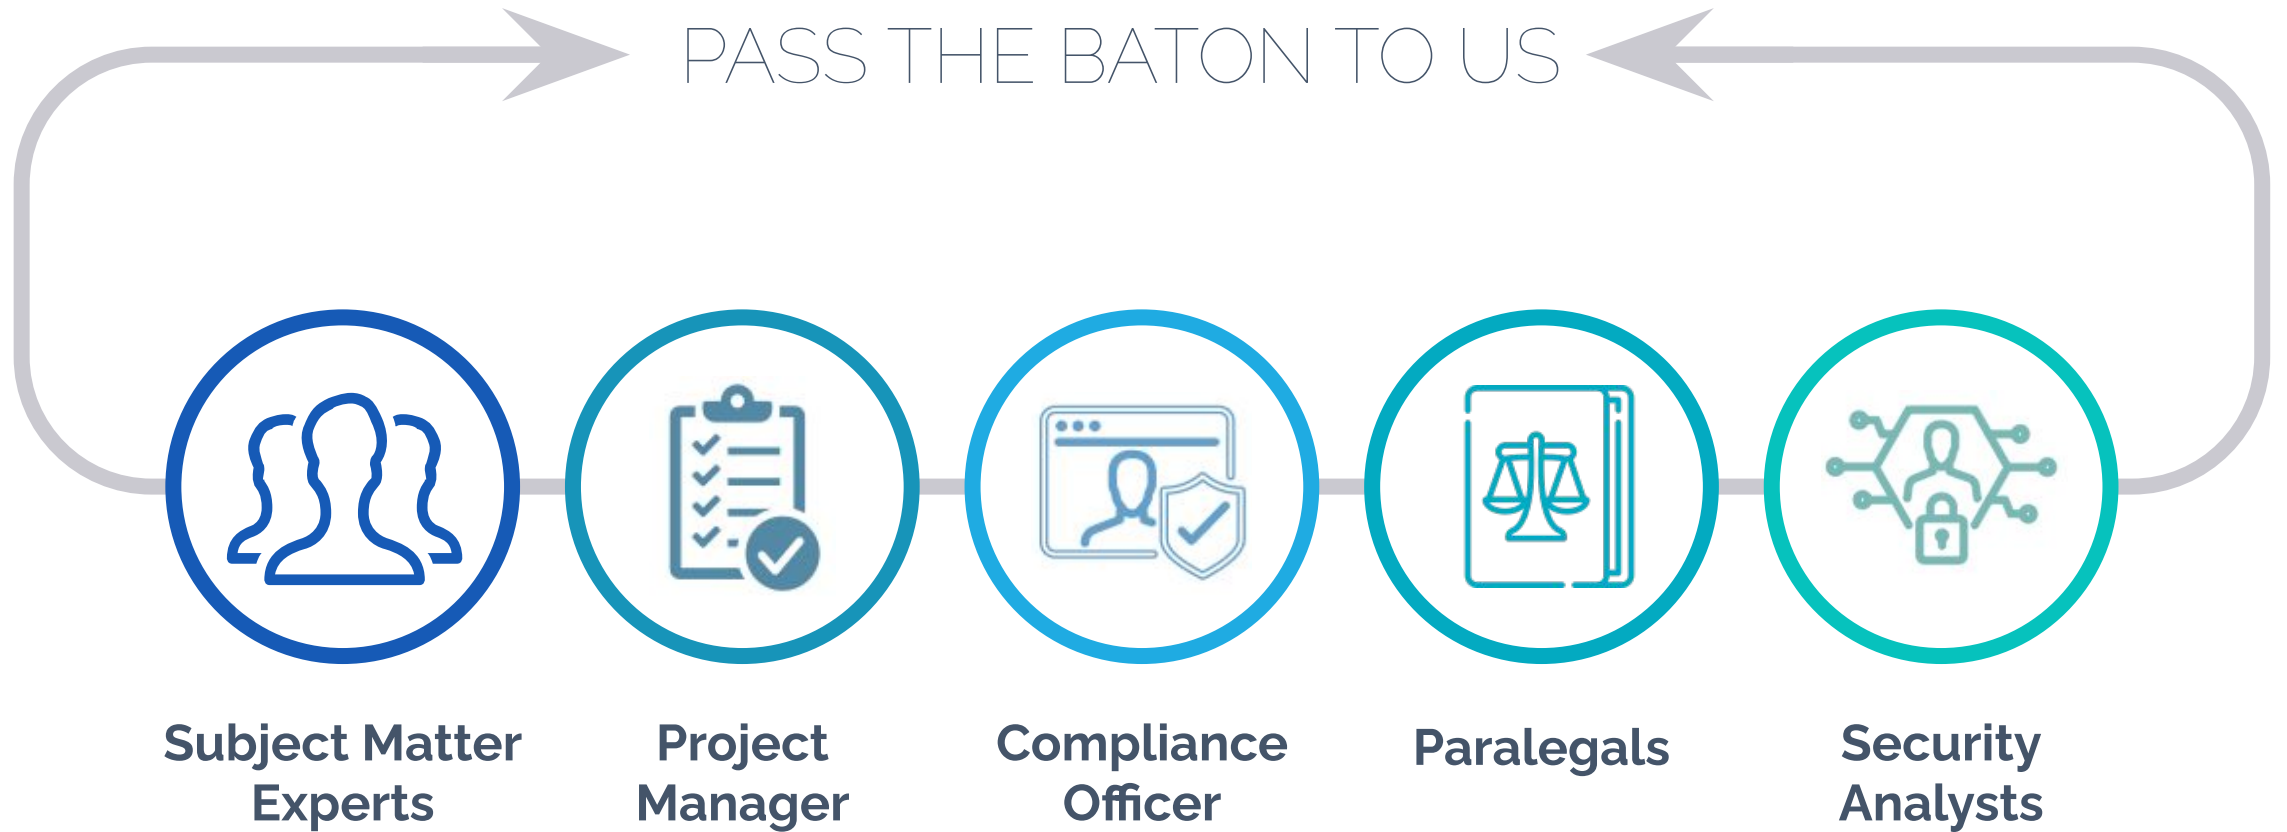 PASS THE BATON TO US
Subject Matter
Experts
Project
Manager
Compliance
Officer
Paralegals
Security
Analysts